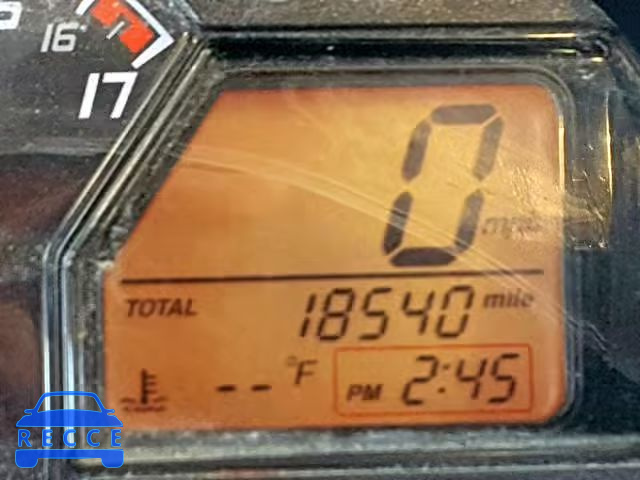 16
17
0
mph
TOTAL 18540 mile
-- °F PM 2:45
RECCE